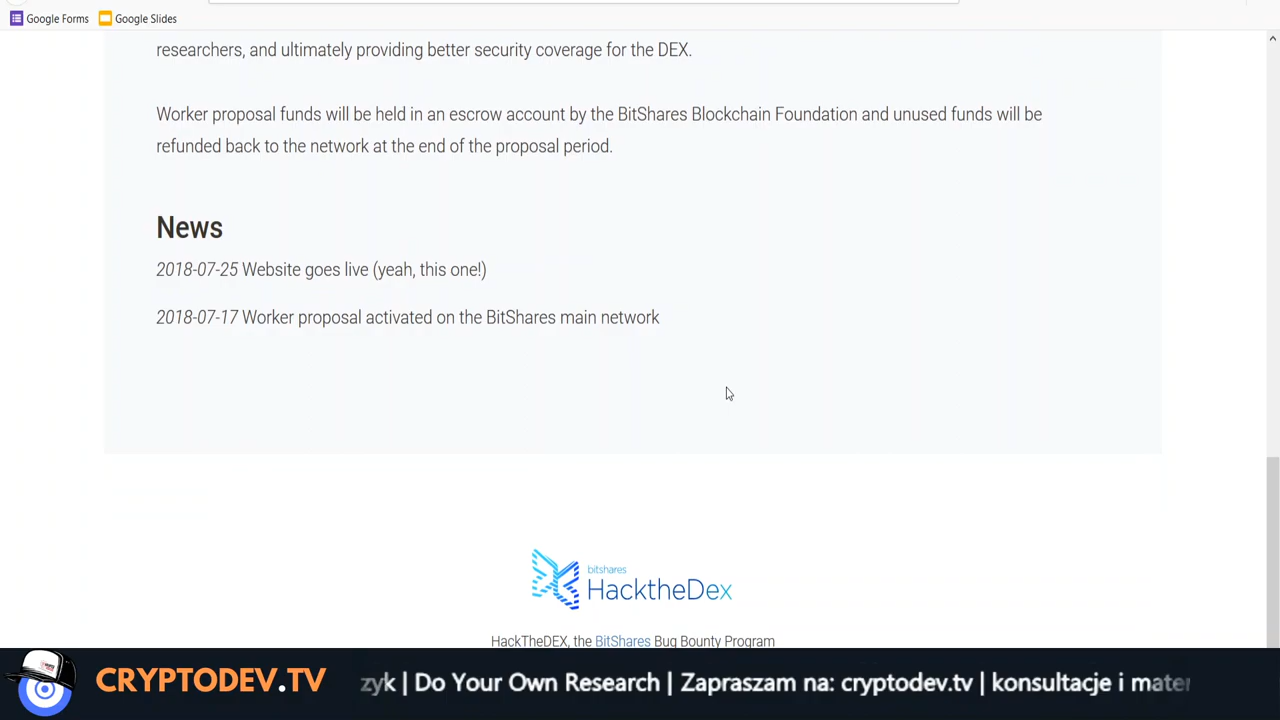 Google Forms Google Slides
researchers, and ultimately providing better security coverage for the DEX.
Worker proposal funds will be held in an escrow account by the BitShares Blockchain Foundation and unused funds will be
refunded back to the network at the end of the proposal period.
News
2018-07-25 Website goes live (yeah, this one!)
2018-07-17 Worker proposal activated on the BitShares main network
bitshares
HacktheDex
HackTheDEX, the BitShares Bug Bounty Program
CRYPTODEV.TV
zyk | Do Your Own Research | Zapraszam na: cryptodev.tv | konsultacje i mater